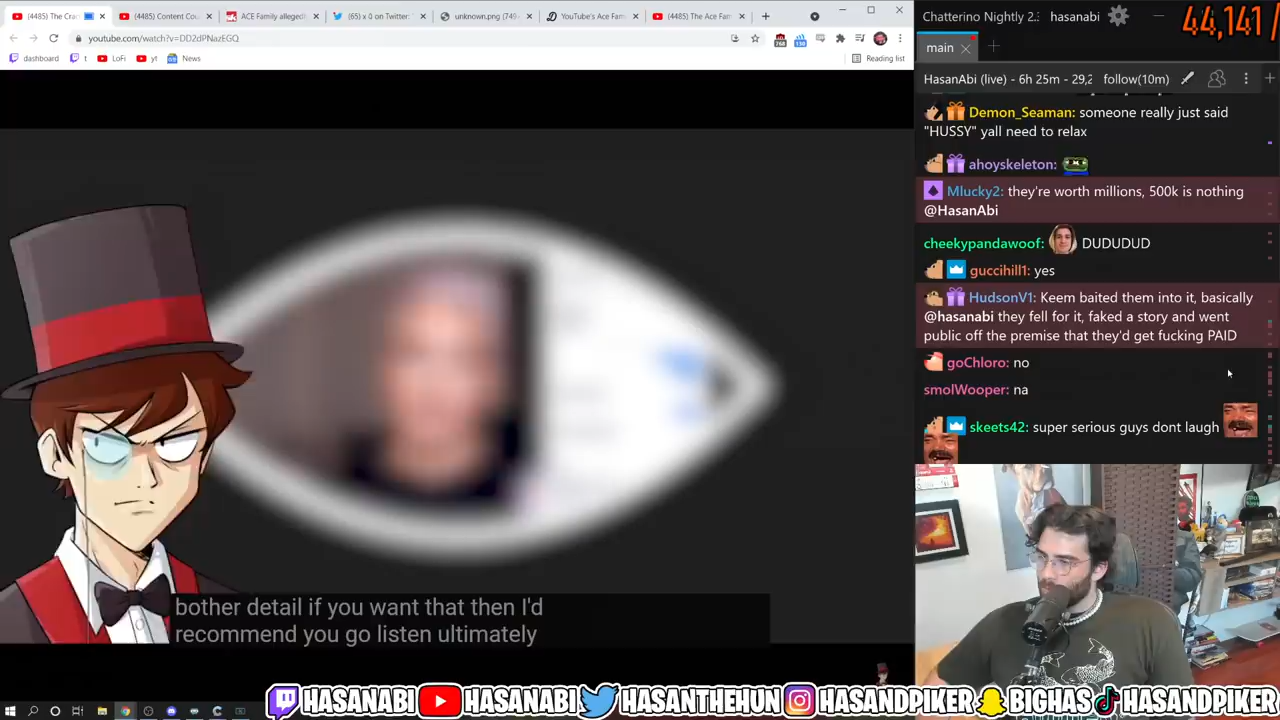 (4485) The Cra
(4485) Content Cou
ACE Family alleged
(65) x 0 on Twitter:
unknown.png (749×
YouTube's Ace Fam
(4485) The Ace Fam
youtube.com/watch?v=DD2dPNazEGQ
dashboard
t
LoFi
yt
News
Reading list
bother detail if you want that then I'd
recommend you go listen ultimately
Chatterino Nightly 2.
hasanabi
44,141 /
main
HasanAbi (live) - 6h 25m - 29,2
follow(10m)
Demon_Seaman: someone really just said
"HUSSY" yall need to relax
ahoyskeleton:
Mlucky2: they're worth millions, 500k is nothing
@HasanAbi
cheekypandawoof: DUDUDUD
guccihill1: yes
HudsonV1: Keem baited them into it, basically
@hasanabi they fell for it, faked a story and went
public off the premise that they'd get fucking PAID
goChloro: no
smolWooper: na
skeets42: super serious guys dont laugh
HASANABI
HASANABI
HASANTHEHUN
HASANDPIKER
BIGHAS
HASANDPIKER